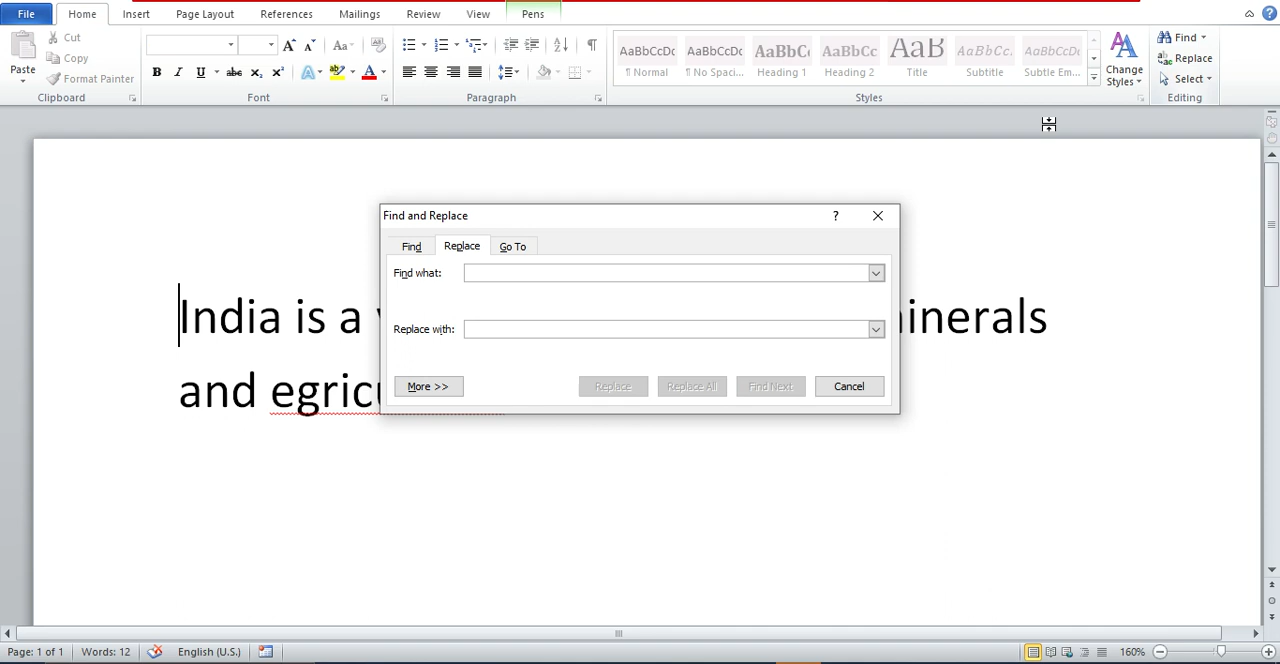 File Home Insert Page Layout References Mailings Review View Pens
Paste
Cut
Copy
Format Painter
Clipboard
Font
Paragraph
AaBbCcDc AaBbCcDc AaBbC AaBbCc AaB AaBbCc. AaBbCcDc
¶ Normal ¶ No Spaci... Heading 1 Heading 2 Title Subtitle Subtle Em...
Change
Styles
Styles
Find
Replace
Select
Editing
Find and Replace
Find Replace Go To
Find what:
Replace with:
More >> Replace Replace All Find Next Cancel
India is a
and
Page: 1 of 1 Words: 12 English (U.S.) 160%